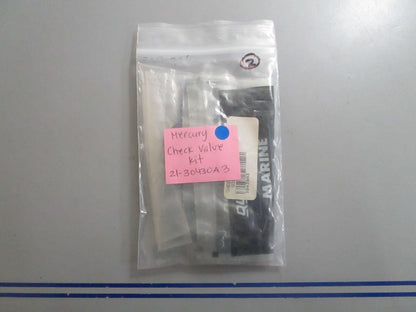 2
Mercury
Check Valve
Kit
21-30430A3
MARINE